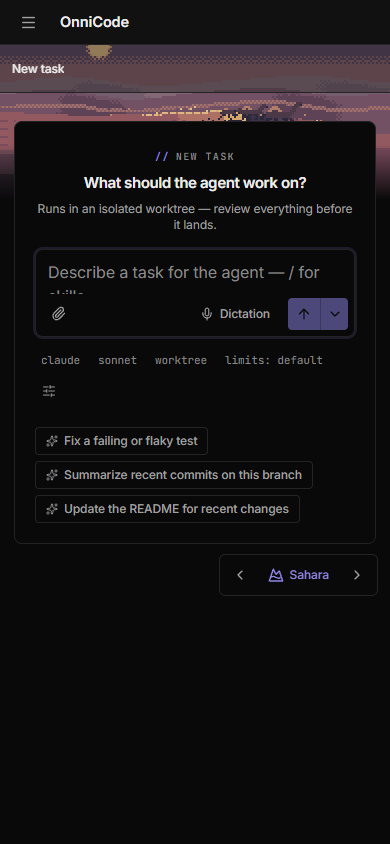 OnniCode
New task
// NEW TASK
What should the agent work on?
Runs in an isolated worktree — review everything before
it lands.
Describe a task for the agent — / for
Dictation
claude sonnet worktree limits: default
Fix a failing or flaky test
Summarize recent commits on this branch
Update the README for recent changes
Sahara